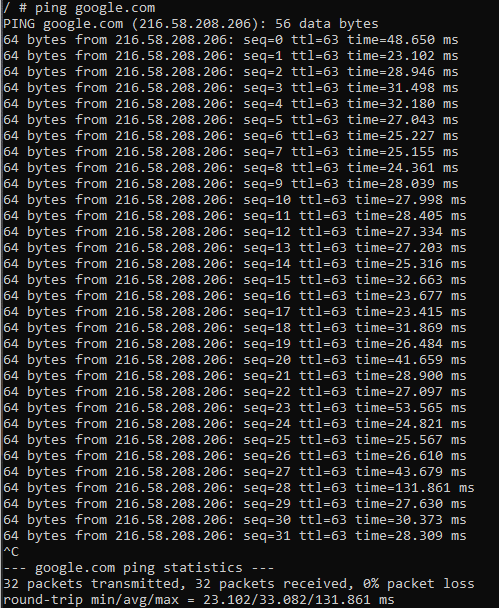 / # ping google.com
PING google.com (216.58.208.206): 56 data bytes
64 bytes from 216.58.208.206: seq=0 ttl=63 time=48.650 ms
64 bytes from 216.58.208.206: seq=1 ttl=63 time=23.102 ms
64 bytes from 216.58.208.206: seq=2 ttl=63 time=28.946 ms
64 bytes from 216.58.208.206: seq=3 ttl=63 time=31.498 ms
64 bytes from 216.58.208.206: seq=4 ttl=63 time=32.180 ms
64 bytes from 216.58.208.206: seq=5 ttl=63 time=27.043 ms
64 bytes from 216.58.208.206: seq=6 ttl=63 time=25.227 ms
64 bytes from 216.58.208.206: seq=7 ttl=63 time=25.155 ms
64 bytes from 216.58.208.206: seq=8 ttl=63 time=24.361 ms
64 bytes from 216.58.208.206: seq=9 ttl=63 time=28.039 ms
64 bytes from 216.58.208.206: seq=10 ttl=63 time=27.998 ms
64 bytes from 216.58.208.206: seq=11 ttl=63 time=28.405 ms
64 bytes from 216.58.208.206: seq=12 ttl=63 time=27.334 ms
64 bytes from 216.58.208.206: seq=13 ttl=63 time=27.203 ms
64 bytes from 216.58.208.206: seq=14 ttl=63 time=25.316 ms
64 bytes from 216.58.208.206: seq=15 ttl=63 time=32.663 ms
64 bytes from 216.58.208.206: seq=16 ttl=63 time=23.677 ms
64 bytes from 216.58.208.206: seq=17 ttl=63 time=23.415 ms
64 bytes from 216.58.208.206: seq=18 ttl=63 time=31.869 ms
64 bytes from 216.58.208.206: seq=19 ttl=63 time=26.484 ms
64 bytes from 216.58.208.206: seq=20 ttl=63 time=41.659 ms
64 bytes from 216.58.208.206: seq=21 ttl=63 time=28.900 ms
64 bytes from 216.58.208.206: seq=22 ttl=63 time=27.097 ms
64 bytes from 216.58.208.206: seq=23 ttl=63 time=53.565 ms
64 bytes from 216.58.208.206: seq=24 ttl=63 time=24.821 ms
64 bytes from 216.58.208.206: seq=25 ttl=63 time=25.567 ms
64 bytes from 216.58.208.206: seq=26 ttl=63 time=26.610 ms
64 bytes from 216.58.208.206: seq=27 ttl=63 time=43.679 ms
64 bytes from 216.58.208.206: seq=28 ttl=63 time=131.861 ms
64 bytes from 216.58.208.206: seq=29 ttl=63 time=27.630 ms
64 bytes from 216.58.208.206: seq=30 ttl=63 time=30.373 ms
64 bytes from 216.58.208.206: seq=31 ttl=63 time=28.309 ms
^C
--- google.com ping statistics ---
32 packets transmitted, 32 packets received, 0% packet loss
round-trip min/avg/max = 23.102/33.082/131.861 ms